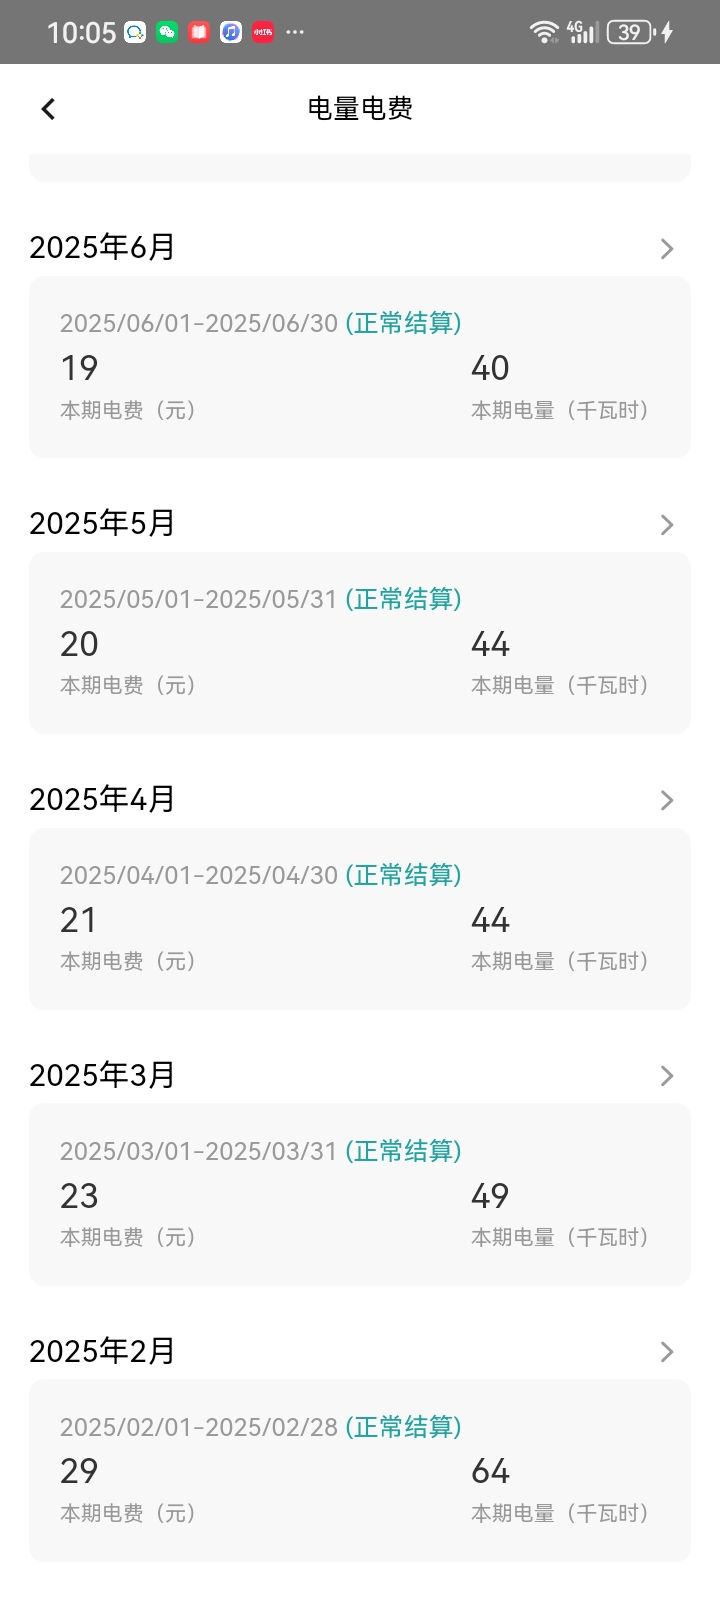 10:05 小红书 ··· 4G 39
电量电费
2025年6月
2025/06/01-2025/06/30 (正常结算)
19 40
本期电费（元） 本期电量（千瓦时）
2025年5月
2025/05/01-2025/05/31 (正常结算)
20 44
本期电费（元） 本期电量（千瓦时）
2025年4月
2025/04/01-2025/04/30 (正常结算)
21 44
本期电费（元） 本期电量（千瓦时）
2025年3月
2025/03/01-2025/03/31 (正常结算)
23 49
本期电费（元） 本期电量（千瓦时）
2025年2月
2025/02/01-2025/02/28 (正常结算)
29 64
本期电费（元） 本期电量（千瓦时）